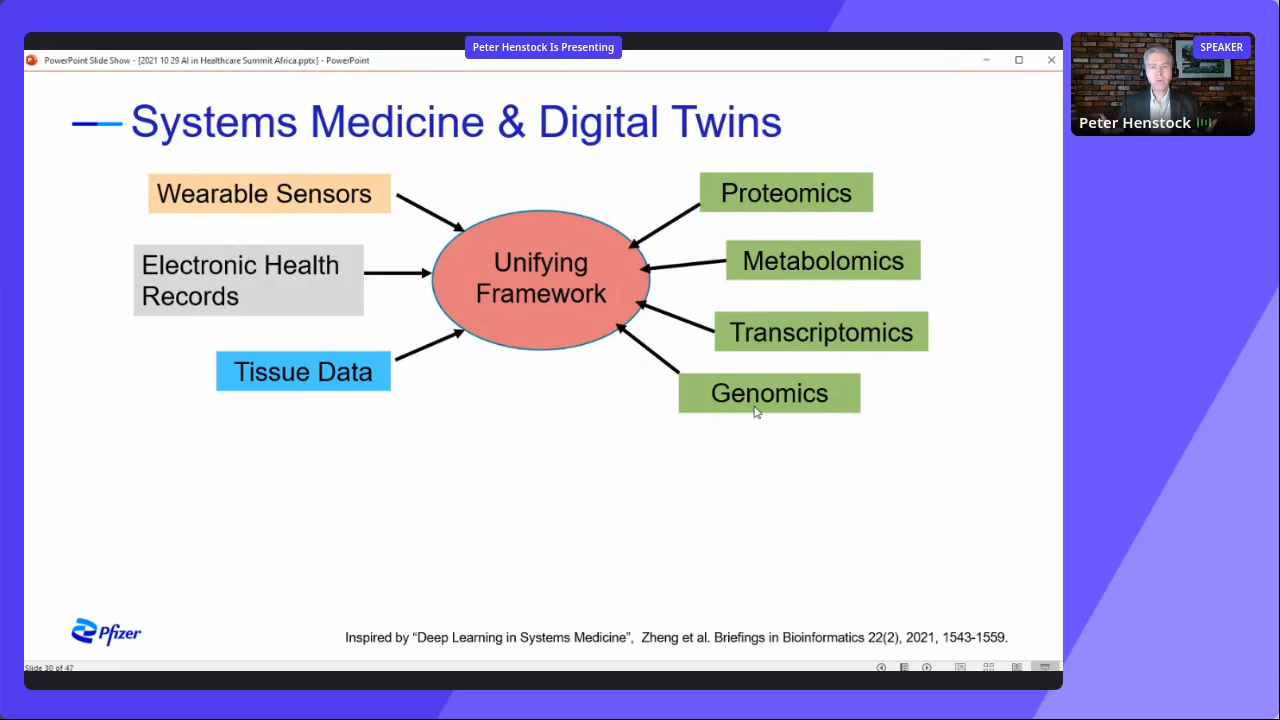 Peter Henstock Is Presenting
PowerPoint Slide Show - [2021 10 29 AI in Healthcare Summit Africa.pptx] - PowerPoint
SPEAKER
Peter Henstock
Systems Medicine & Digital Twins
Wearable Sensors
Electronic Health
Records
Tissue Data
Unifying
Framework
Proteomics
Metabolomics
Transcriptomics
Genomics
Pfizer
Inspired by “Deep Learning in Systems Medicine”, Zheng et al. Briefings in Bioinformatics 22(2), 2021, 1543-1559.
Slide 30 of 47